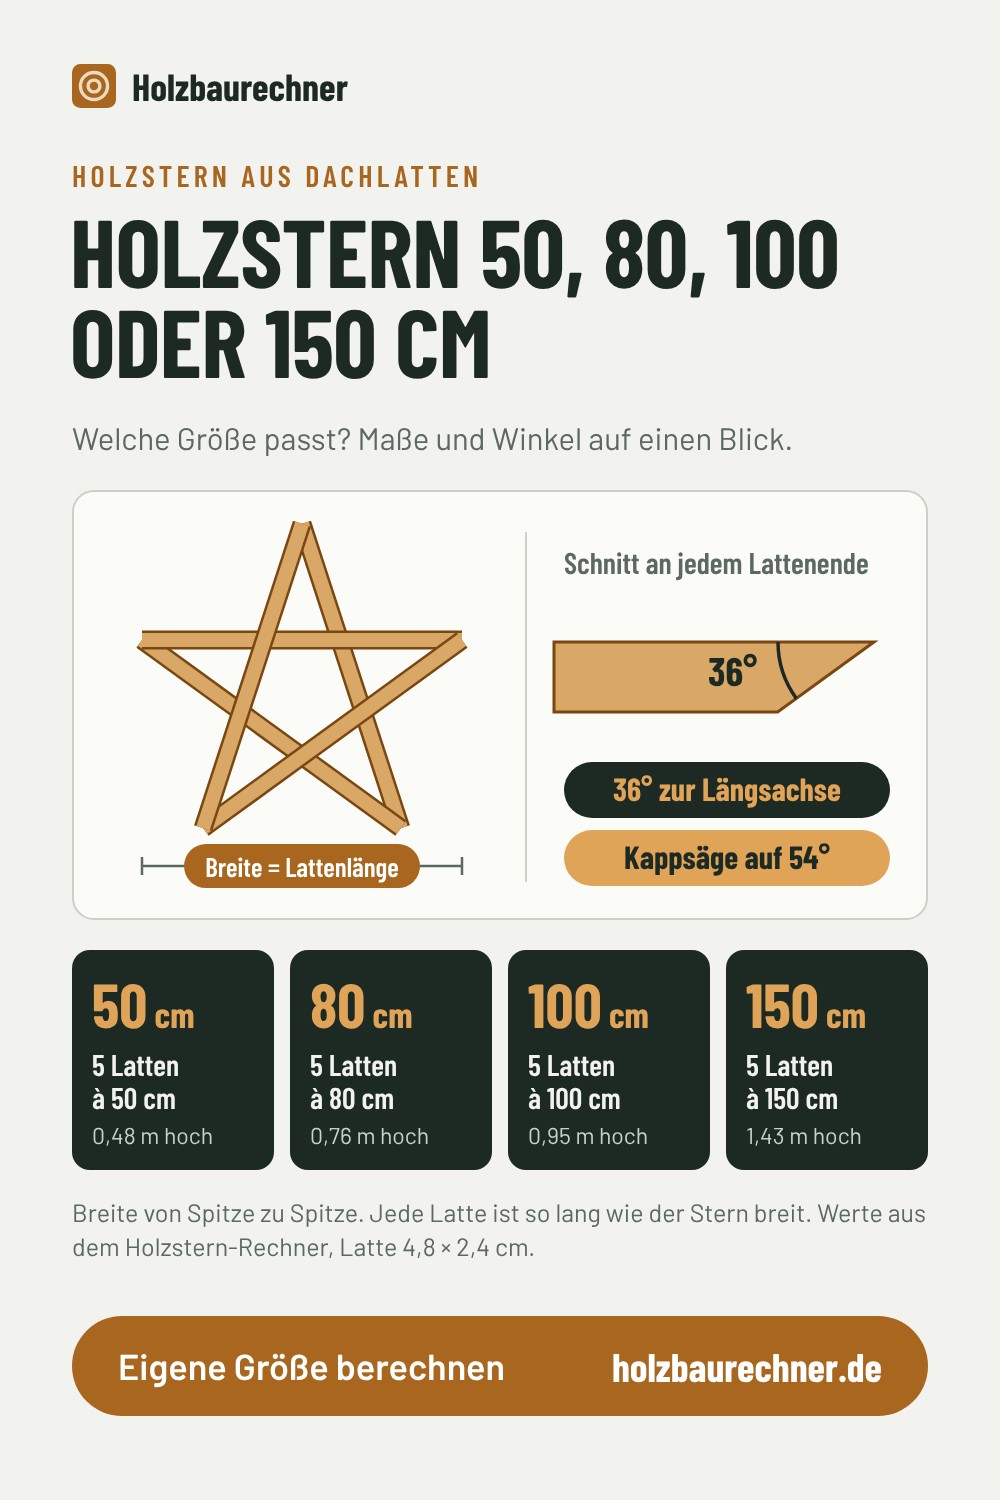 Holzbaurechner
HOLZSTERN AUS DACHLATTEN
HOLZSTERN 50, 80, 100
ODER 150 CM
Welche Größe passt? Maße und Winkel auf einen Blick.
Schnitt an jedem Lattenende
36°
36° zur Längsachse
Kappsäge auf 54°
Breite = Lattenlänge
50 cm
5 Latten
à 50 cm
0,48 m hoch
80 cm
5 Latten
à 80 cm
0,76 m hoch
100 cm
5 Latten
à 100 cm
0,95 m hoch
150 cm
5 Latten
à 150 cm
1,43 m hoch
Breite von Spitze zu Spitze. Jede Latte ist so lang wie der Stern breit. Werte aus
dem Holzstern-Rechner, Latte 4,8 × 2,4 cm.
Eigene Größe berechnen
holzbaurechner.de